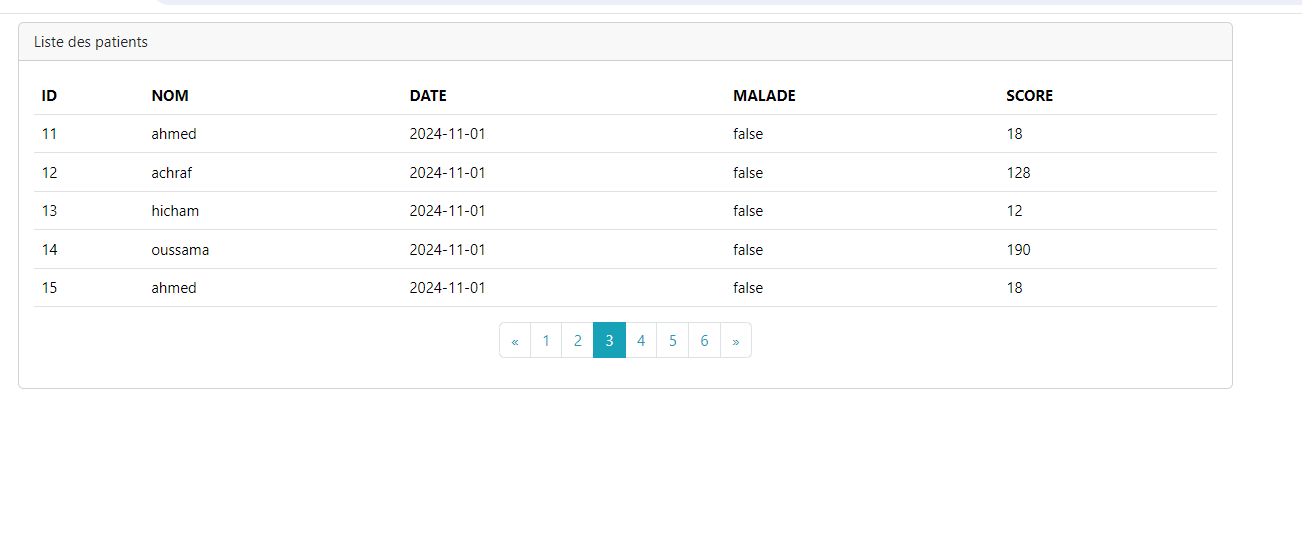 Liste des patients
ID NOM DATE MALADE SCORE
11 ahmed 2024-11-01 false 18
12 achraf 2024-11-01 false 128
13 hicham 2024-11-01 false 12
14 oussama 2024-11-01 false 190
15 ahmed 2024-11-01 false 18
« 1 2 3 4 5 6 »